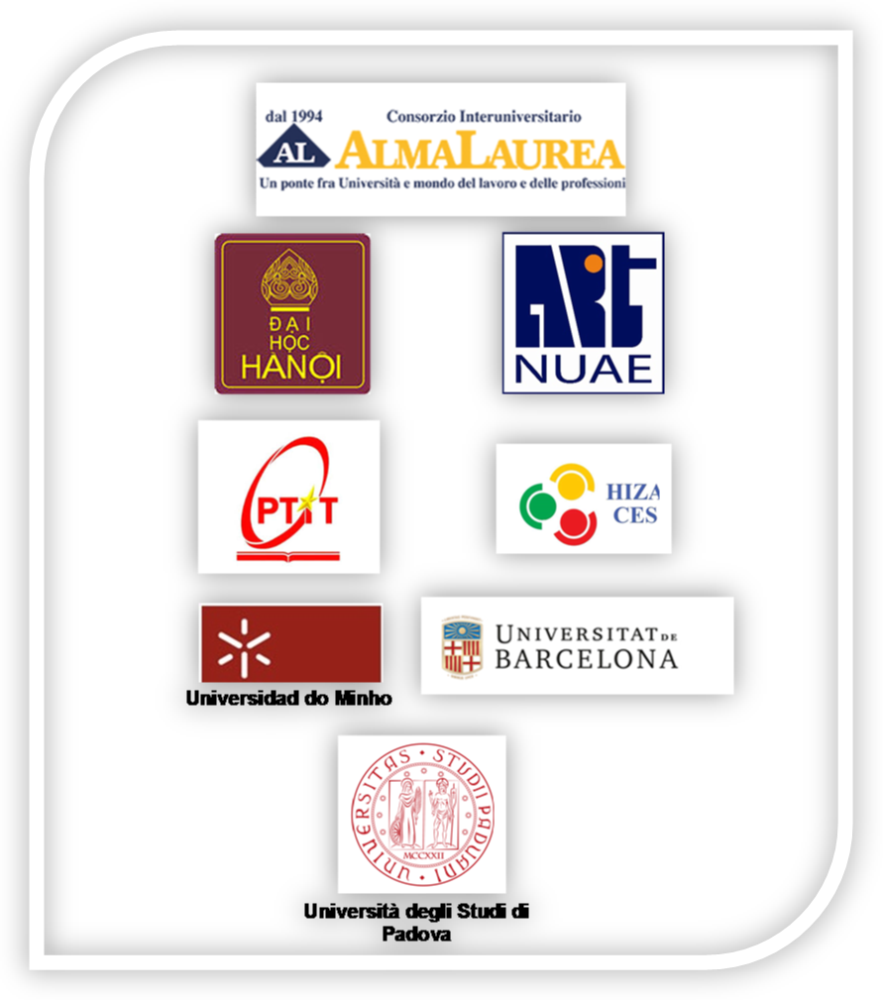 dal 1994
Consorzio Interuniversitario
AL
ALMALAUREA
Un ponte fra Università e mondo del lavoro e delle professioni
ĐẠI
HỌC
HÀNỘI
ART
NUAE
PTIT
HIZA
CES
Universidad do Minho
UNIVERSITAT DE
BARCELONA
UNIVERSITAS • STUDII PADUANI •
MCCXXII
Università degli Studi di
Padova